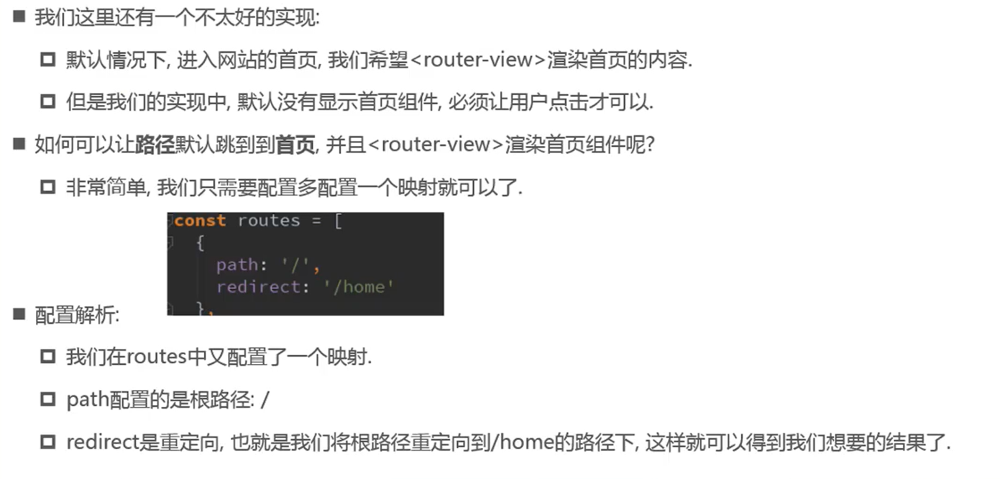 我们这里还有一个不太好的实现:
默认情况下, 进入网站的首页, 我们希望<router-view>渲染首页的内容.
但是我们的实现中, 默认没有显示首页组件, 必须让用户点击才可以.
如何可以让路径默认跳到到首页, 并且<router-view>渲染首页组件呢?
非常简单, 我们只需要配置多配置一个映射就可以了.
const routes = [
{
path: '/',
redirect: '/home'
},
配置解析:
我们在routes中又配置了一个映射.
path配置的是根路径: /
redirect是重定向, 也就是我们将根路径重定向到/home的路径下, 这样就可以得到我们想要的结果了.